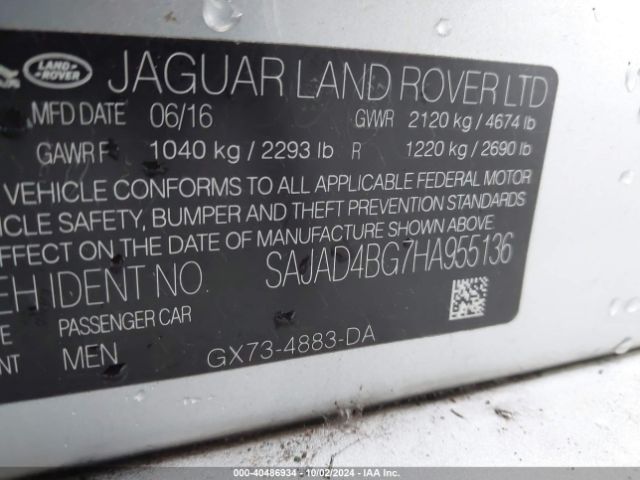 LAND ROVER
JAGUAR LAND ROVER LTD
MFD DATE 06/16 GVWR 2120 kg / 4674 lb
GAWR F 1040 kg / 2293 lb R 1220 kg / 2690 lb
VEHICLE CONFORMS TO ALL APPLICABLE FEDERAL MOTOR
ICLE SAFETY, BUMPER AND THEFT PREVENTION STANDARDS
EFFECT ON THE DATE OF MANUFACTURE SHOWN ABOVE.
EH IDENT NO. SAJAD4BG7HA955136
PE PASSENGER CAR
NT MEN GX73-4883-DA
000-40486934 - 10/02/2024 - IAA Inc.